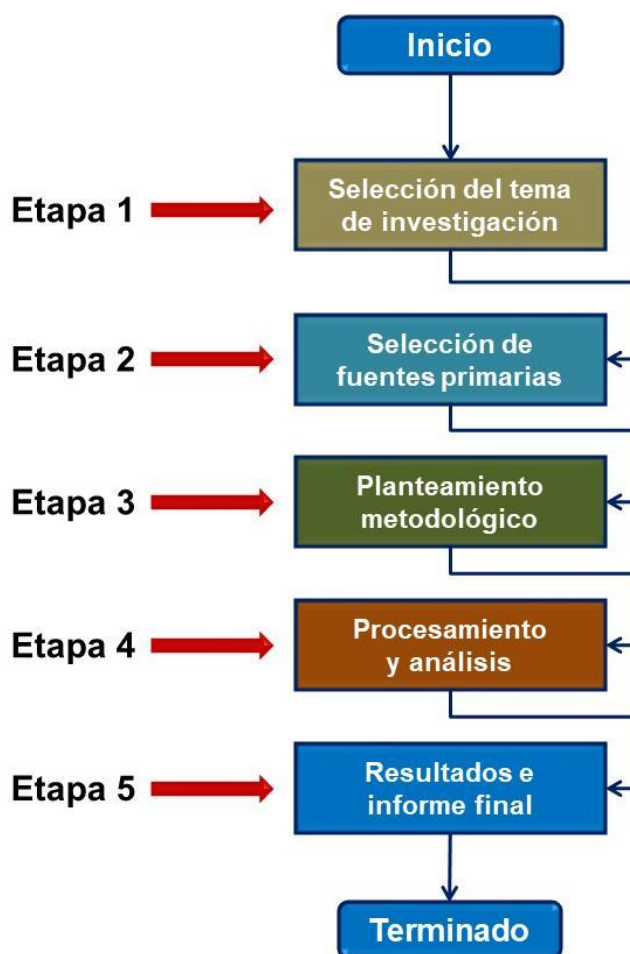 Inicio
Etapa 1
Selección del tema
de investigación
Etapa 2
Selección de
fuentes primarias
Etapa 3
Planteamiento
metodológico
Etapa 4
Procesamiento
y análisis
Etapa 5
Resultados e
informe final
Terminado